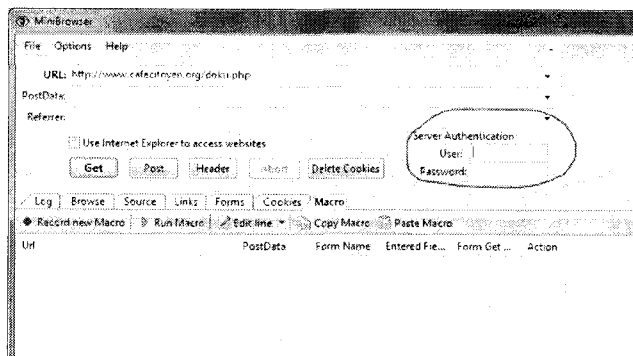 MiniBrowser
File Options Help
URL: http://www.cafecitoyen.org/doku.php
PostData:
Referrer:
Use Internet Explorer to access websites
Server Authentication
User:
Password:
Get Post Header Abort Delete Cookies
Log Browse Source Links Forms Cookies Macro
Record new Macro Run Macro Edit line Copy Macro Paste Macro
Url PostData Form Name Entered Fie... Form Get ... Action